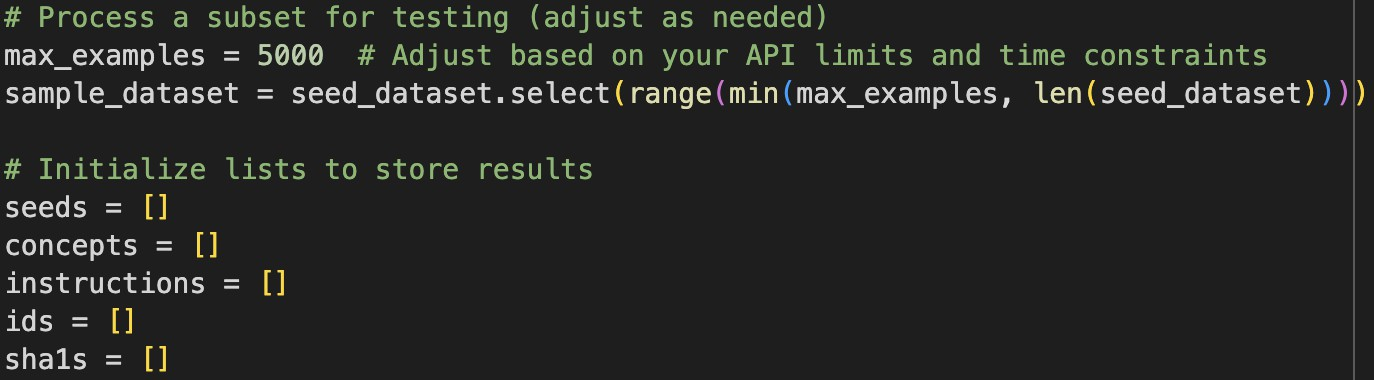 # Process a subset for testing (adjust as needed)
max_examples = 5000  # Adjust based on your API limits and time constraints
sample_dataset = seed_dataset.select(range(min(max_examples, len(seed_dataset))))

# Initialize lists to store results
seeds = []
concepts = []
instructions = []
ids = []
sha1s = []